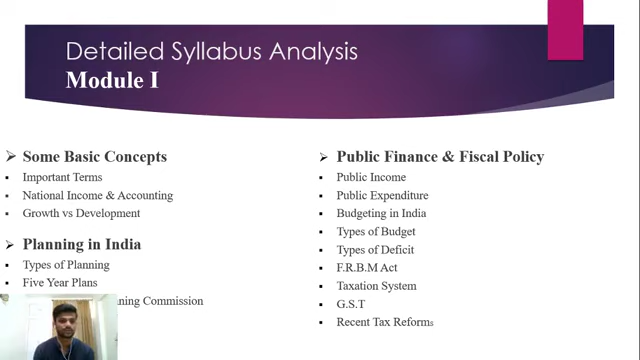 Detailed Syllabus Analysis
Module I
Some Basic Concepts
Important Terms
National Income & Accounting
Growth vs Development
Planning in India
Types of Planning
Five Year Plans
Commission
Public Finance & Fiscal Policy
Public Income
Public Expenditure
Budgeting in India
Types of Budget
Types of Deficit
F.R.B.M Act
Taxation System
G.S.T
Recent Tax Reforms